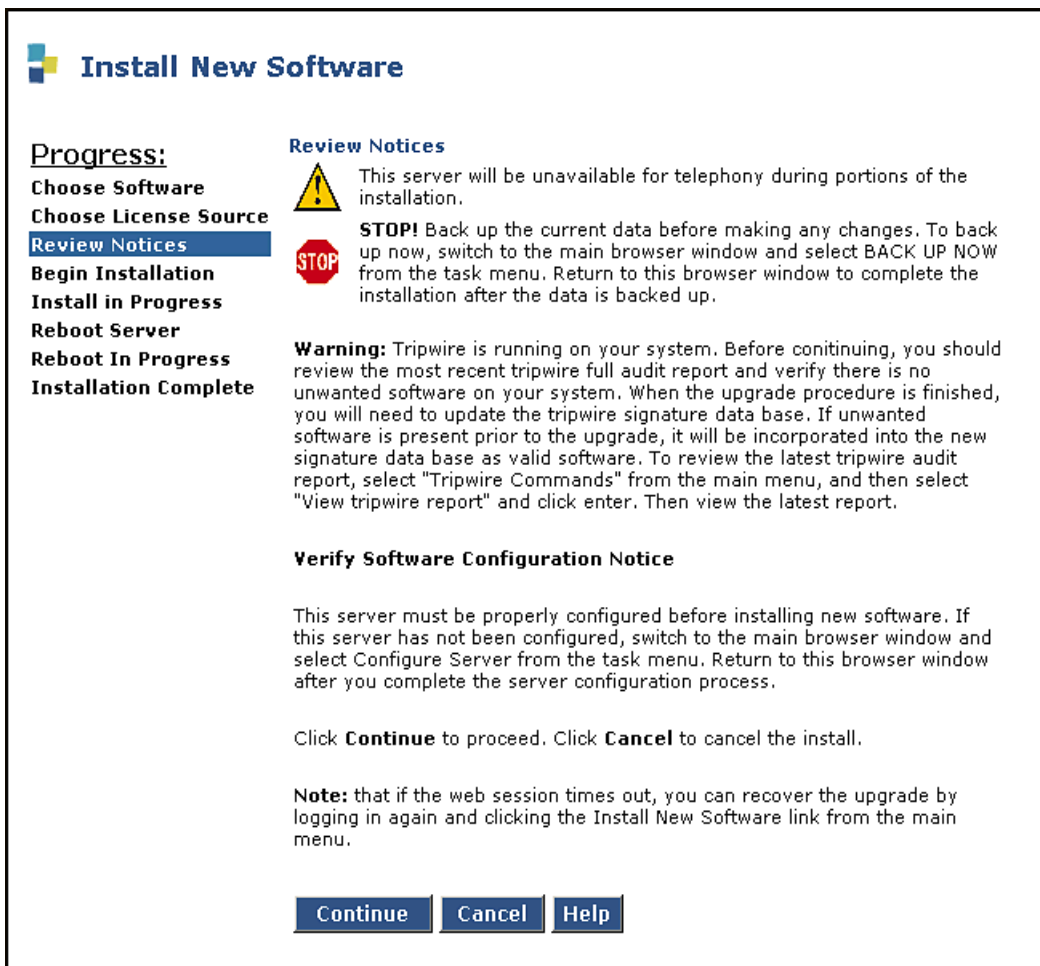 Install New Software
Progress:
Choose Software
Choose License Source
Review Notices
Begin Installation
Install in Progress
Reboot Server
Reboot In Progress
Installation Complete
Review Notices
This server will be unavailable for telephony during portions of the
installation.
STOP
STOP! Back up the current data before making any changes. To back
up now, switch to the main browser window and select BACK UP NOW
from the task menu. Return to this browser window to complete the
installation after the data is backed up.
Warning: Tripwire is running on your system. Before conitinuing, you should
review the most recent tripwire full audit report and verify there is no
unwanted software on your system. When the upgrade procedure is finished,
you will need to update the tripwire signature data base. If unwanted
software is present prior to the upgrade, it will be incorporated into the new
signature data base as valid software. To review the latest tripwire audit
report, select "Tripwire Commands" from the main menu, and then select
"View tripwire report" and click enter. Then view the latest report.
Verify Software Configuration Notice
This server must be properly configured before installing new software. If
this server has not been configured, switch to the main browser window and
select Configure Server from the task menu. Return to this browser window
after you complete the server configuration process.
Click Continue to proceed. Click Cancel to cancel the install.
Note: that if the web session times out, you can recover the upgrade by
logging in again and clicking the Install New Software link from the main
menu.
Continue Cancel Help